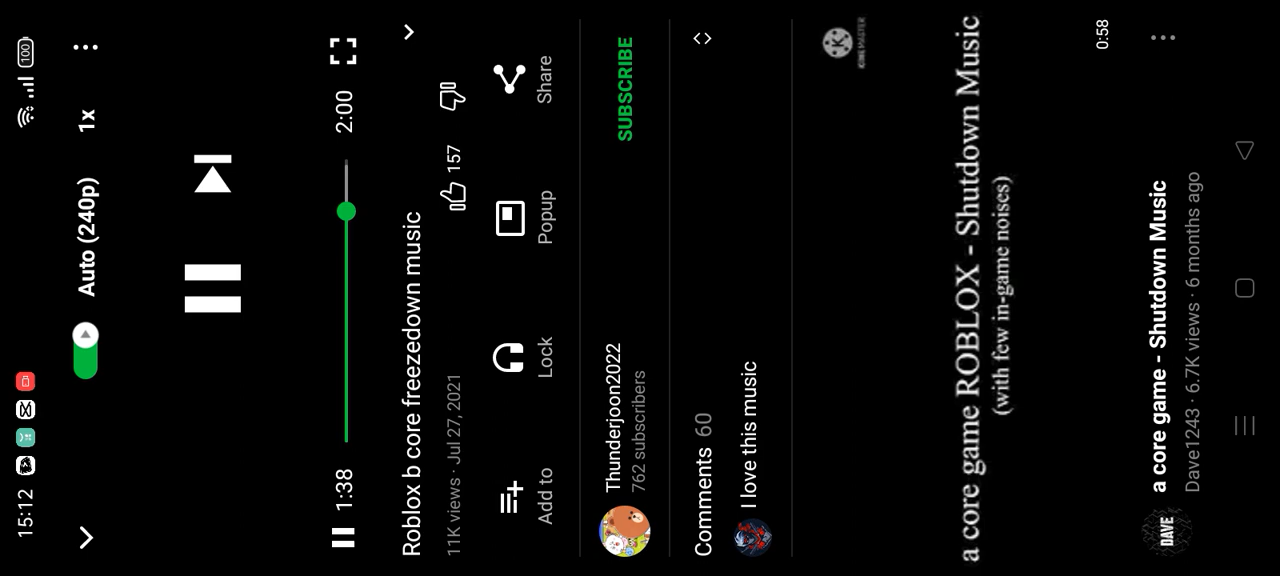 15:12
100
Auto (240p)
1x
1:38
2:00
Roblox b core freezedown music
11K views · Jul 27, 2021
157
Add to
Lock
Popup
Share
Thunderjoon2022
762 subscribers
SUBSCRIBE
Comments 60
I love this music
K
KINEMASTER
a core game ROBLOX - Shutdown Music
(with few in-game noises)
0:58
DAVE
a core game - Shutdown Music
Dave1243 · 6.7K views · 6 months ago